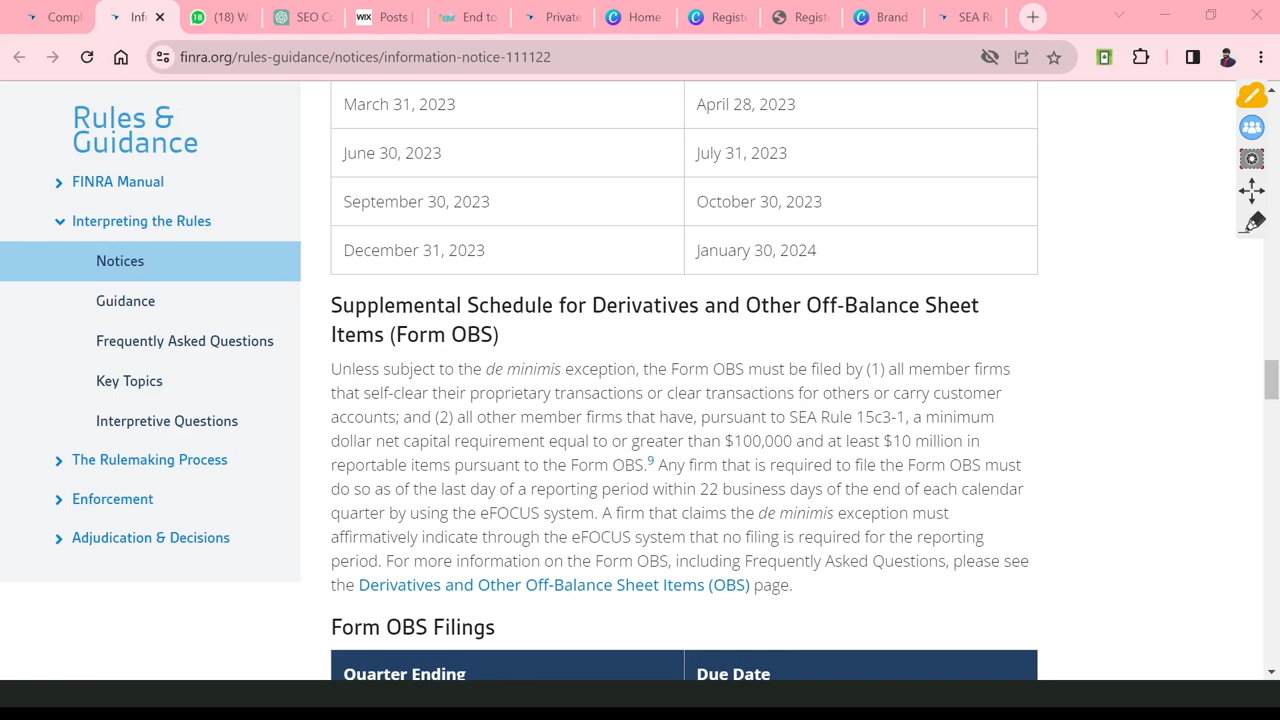 Compl
Info
(18) W
SEO C
Posts |
End to
Private
Home
Registe
Registe
Brand
SEA Ru
finra.org/rules-guidance/notices/information-notice-111122
Rules &
Guidance
FINRA Manual
Interpreting the Rules
Notices
Guidance
Frequently Asked Questions
Key Topics
Interpretive Questions
The Rulemaking Process
Enforcement
Adjudication & Decisions
March 31, 2023 April 28, 2023
June 30, 2023 July 31, 2023
September 30, 2023 October 30, 2023
December 31, 2023 January 30, 2024
Supplemental Schedule for Derivatives and Other Off-Balance Sheet
Items (Form OBS)
Unless subject to the de minimis exception, the Form OBS must be filed by (1) all member firms
that self-clear their proprietary transactions or clear transactions for others or carry customer
accounts; and (2) all other member firms that have, pursuant to SEA Rule 15c3-1, a minimum
dollar net capital requirement equal to or greater than $100,000 and at least $10 million in
reportable items pursuant to the Form OBS.9 Any firm that is required to file the Form OBS must
do so as of the last day of a reporting period within 22 business days of the end of each calendar
quarter by using the eFOCUS system. A firm that claims the de minimis exception must
affirmatively indicate through the eFOCUS system that no filing is required for the reporting
period. For more information on the Form OBS, including Frequently Asked Questions, please see
the Derivatives and Other Off-Balance Sheet Items (OBS) page.
Form OBS Filings
Quarter Ending Due Date